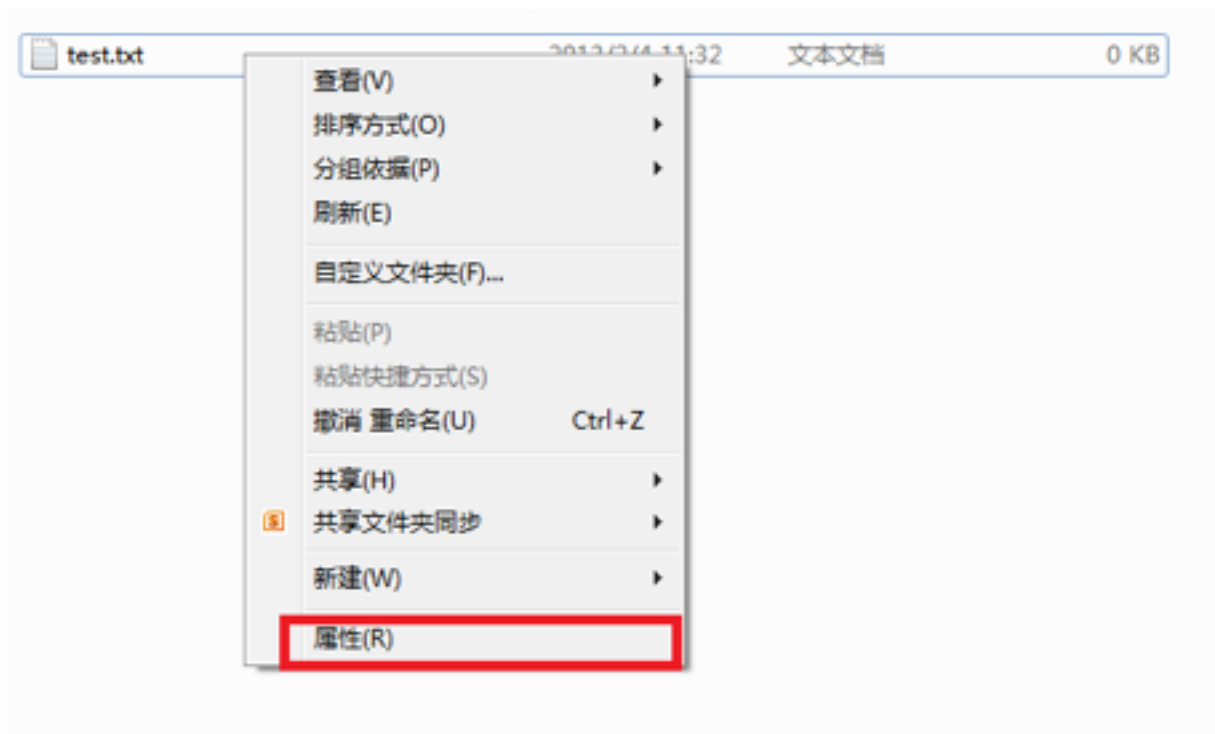 test.txt 2013/2/4 11:32 文本文档 0 KB
查看(V)
排序方式(O)
分组依据(P)
刷新(E)
自定义文件夹(F)...
粘贴(P)
粘贴快捷方式(S)
撤消 重命名(U) Ctrl+Z
共享(H)
共享文件夹同步
新建(W)
属性(R)